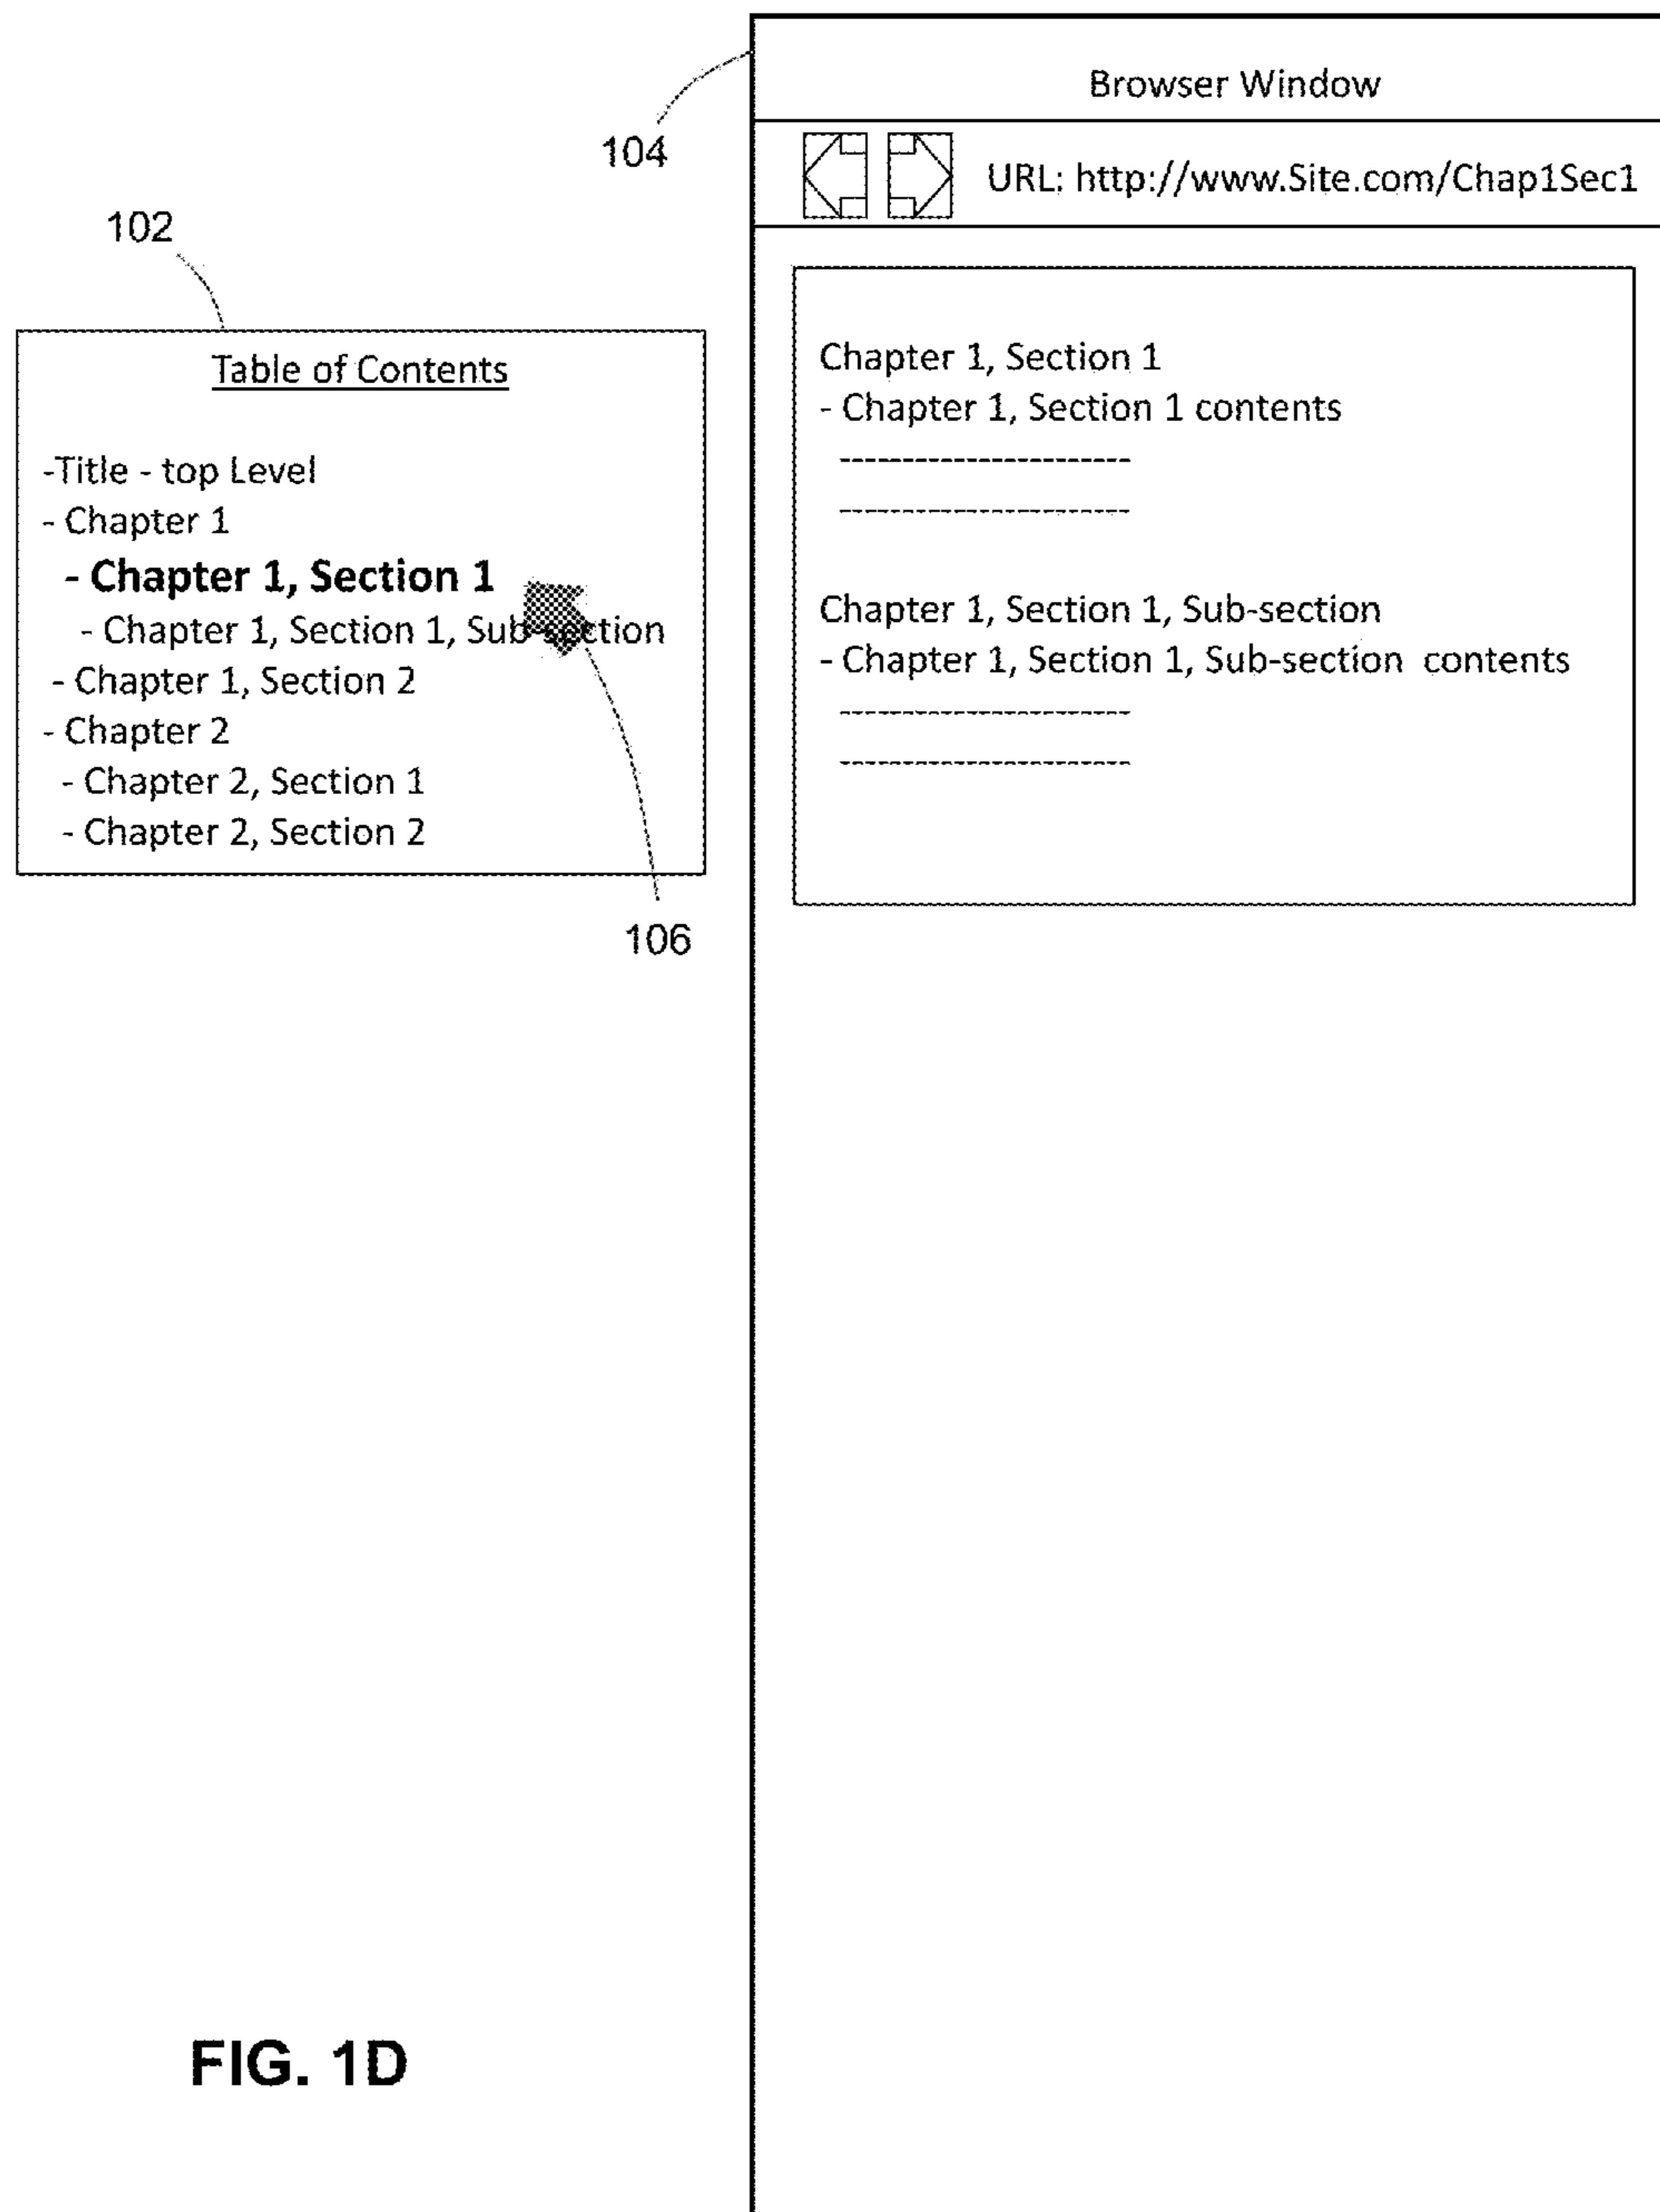 Browser Window
104
URL: http://www.Site.com/Chap1Sec1
102
Table of Contents
-Title - top Level
- Chapter 1
- Chapter 1, Section 1
- Chapter 1, Section 1, Sub-section
- Chapter 1, Section 2
- Chapter 2
- Chapter 2, Section 1
- Chapter 2, Section 2
106
Chapter 1, Section 1
- Chapter 1, Section 1 contents
-----------------------
-----------------------
Chapter 1, Section 1, Sub-section
- Chapter 1, Section 1, Sub-section  contents
-----------------------
-----------------------
FIG. 1D